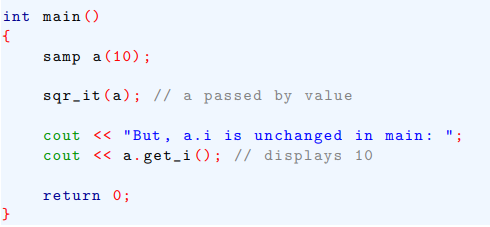 int main()
{
    samp a(10);
    sqr_it(a); // a passed by value
    cout << "But, a.i is unchanged in main: ";
    cout << a.get_i(); // displays 10
    return 0;
}